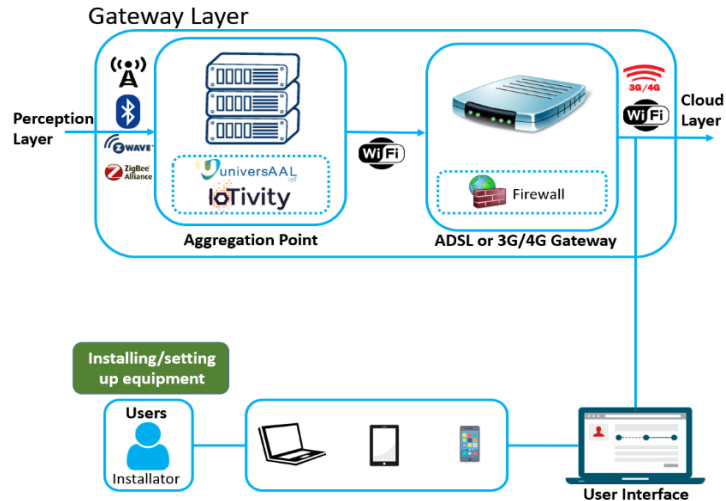 Gateway Layer
3G/4G
Cloud
Layer
Perception
Layer
WAVE
ZigBee
Alliance
WiFi
WiFi
universAAL
IoT
IoTivity
Firewall
Aggregation Point
ADSL or 3G/4G Gateway
Installing/setting
up equipment
Users
Installator
User Interface